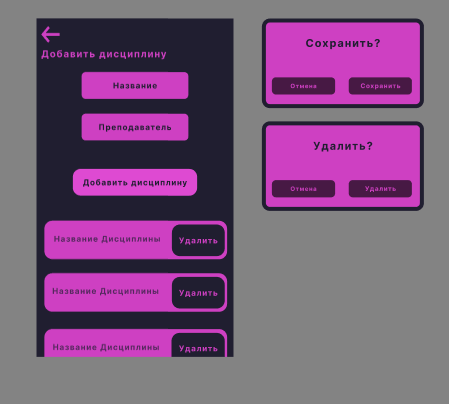 Добавить дисциплину
Название
Преподаватель
Добавить дисциплину
Название Дисциплины
Удалить
Название Дисциплины
Удалить
Название Дисциплины
Удалить
Сохранить?
Отмена
Сохранить
Удалить?
Отмена
Удалить